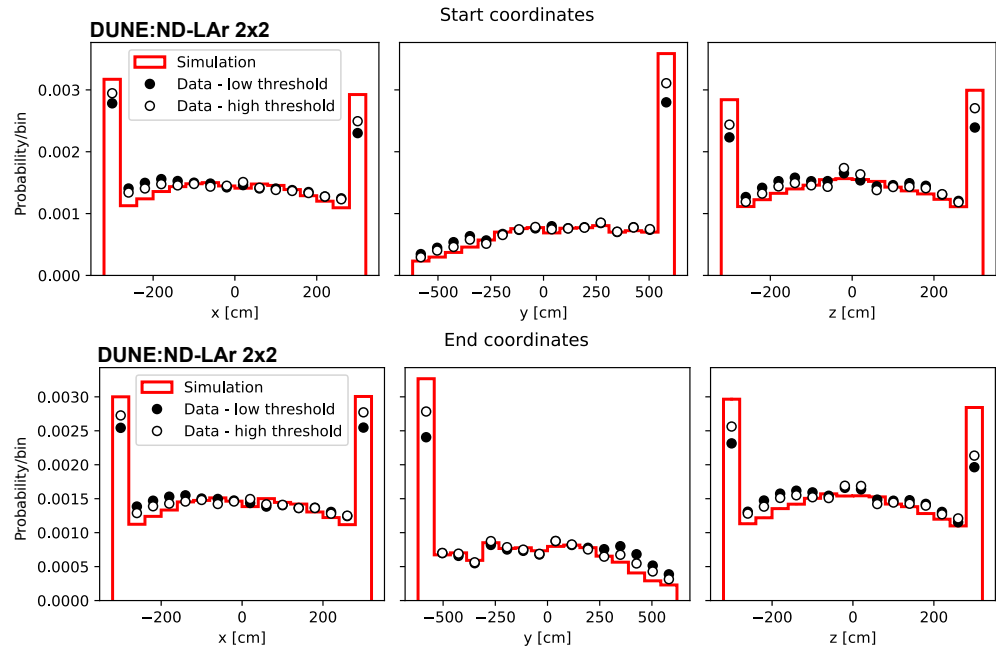 Start coordinates
DUNE:ND-LAr 2x2
Simulation
Data - low threshold
Data - high threshold
Probability/bin
0.003
0.002
0.001
0.000
−200 0 200
x [cm]
−500 −250 0 250 500
y [cm]
−200 0 200
z [cm]
End coordinates
DUNE:ND-LAr 2x2
Simulation
Data - low threshold
Data - high threshold
Probability/bin
0.0030
0.0025
0.0020
0.0015
0.0010
0.0005
0.0000
−200 0 200
x [cm]
−500 −250 0 250 500
y [cm]
−200 0 200
z [cm]